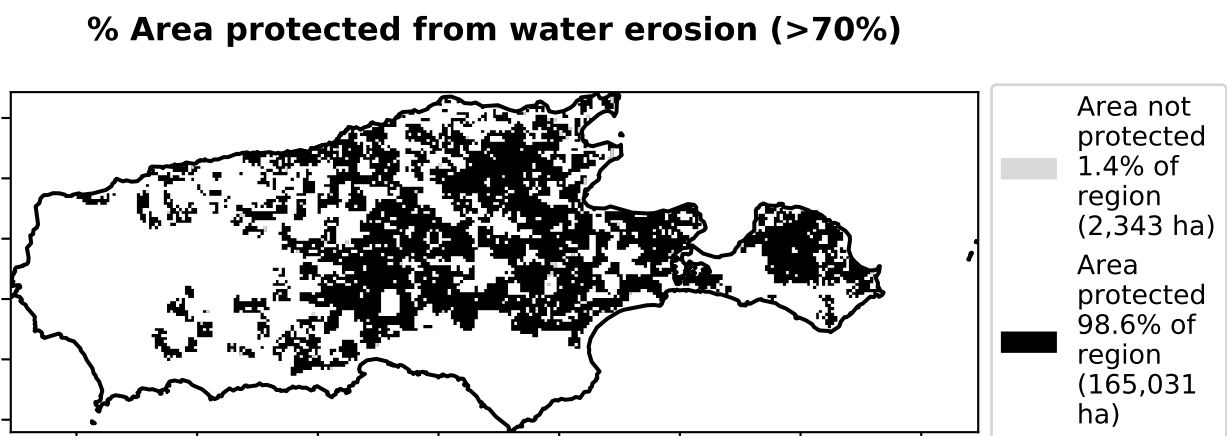 % Area protected from water erosion (>70%)
Area not
protected
1.4% of
region
(2,343 ha)
Area
protected
98.6% of
region
(165,031
ha)